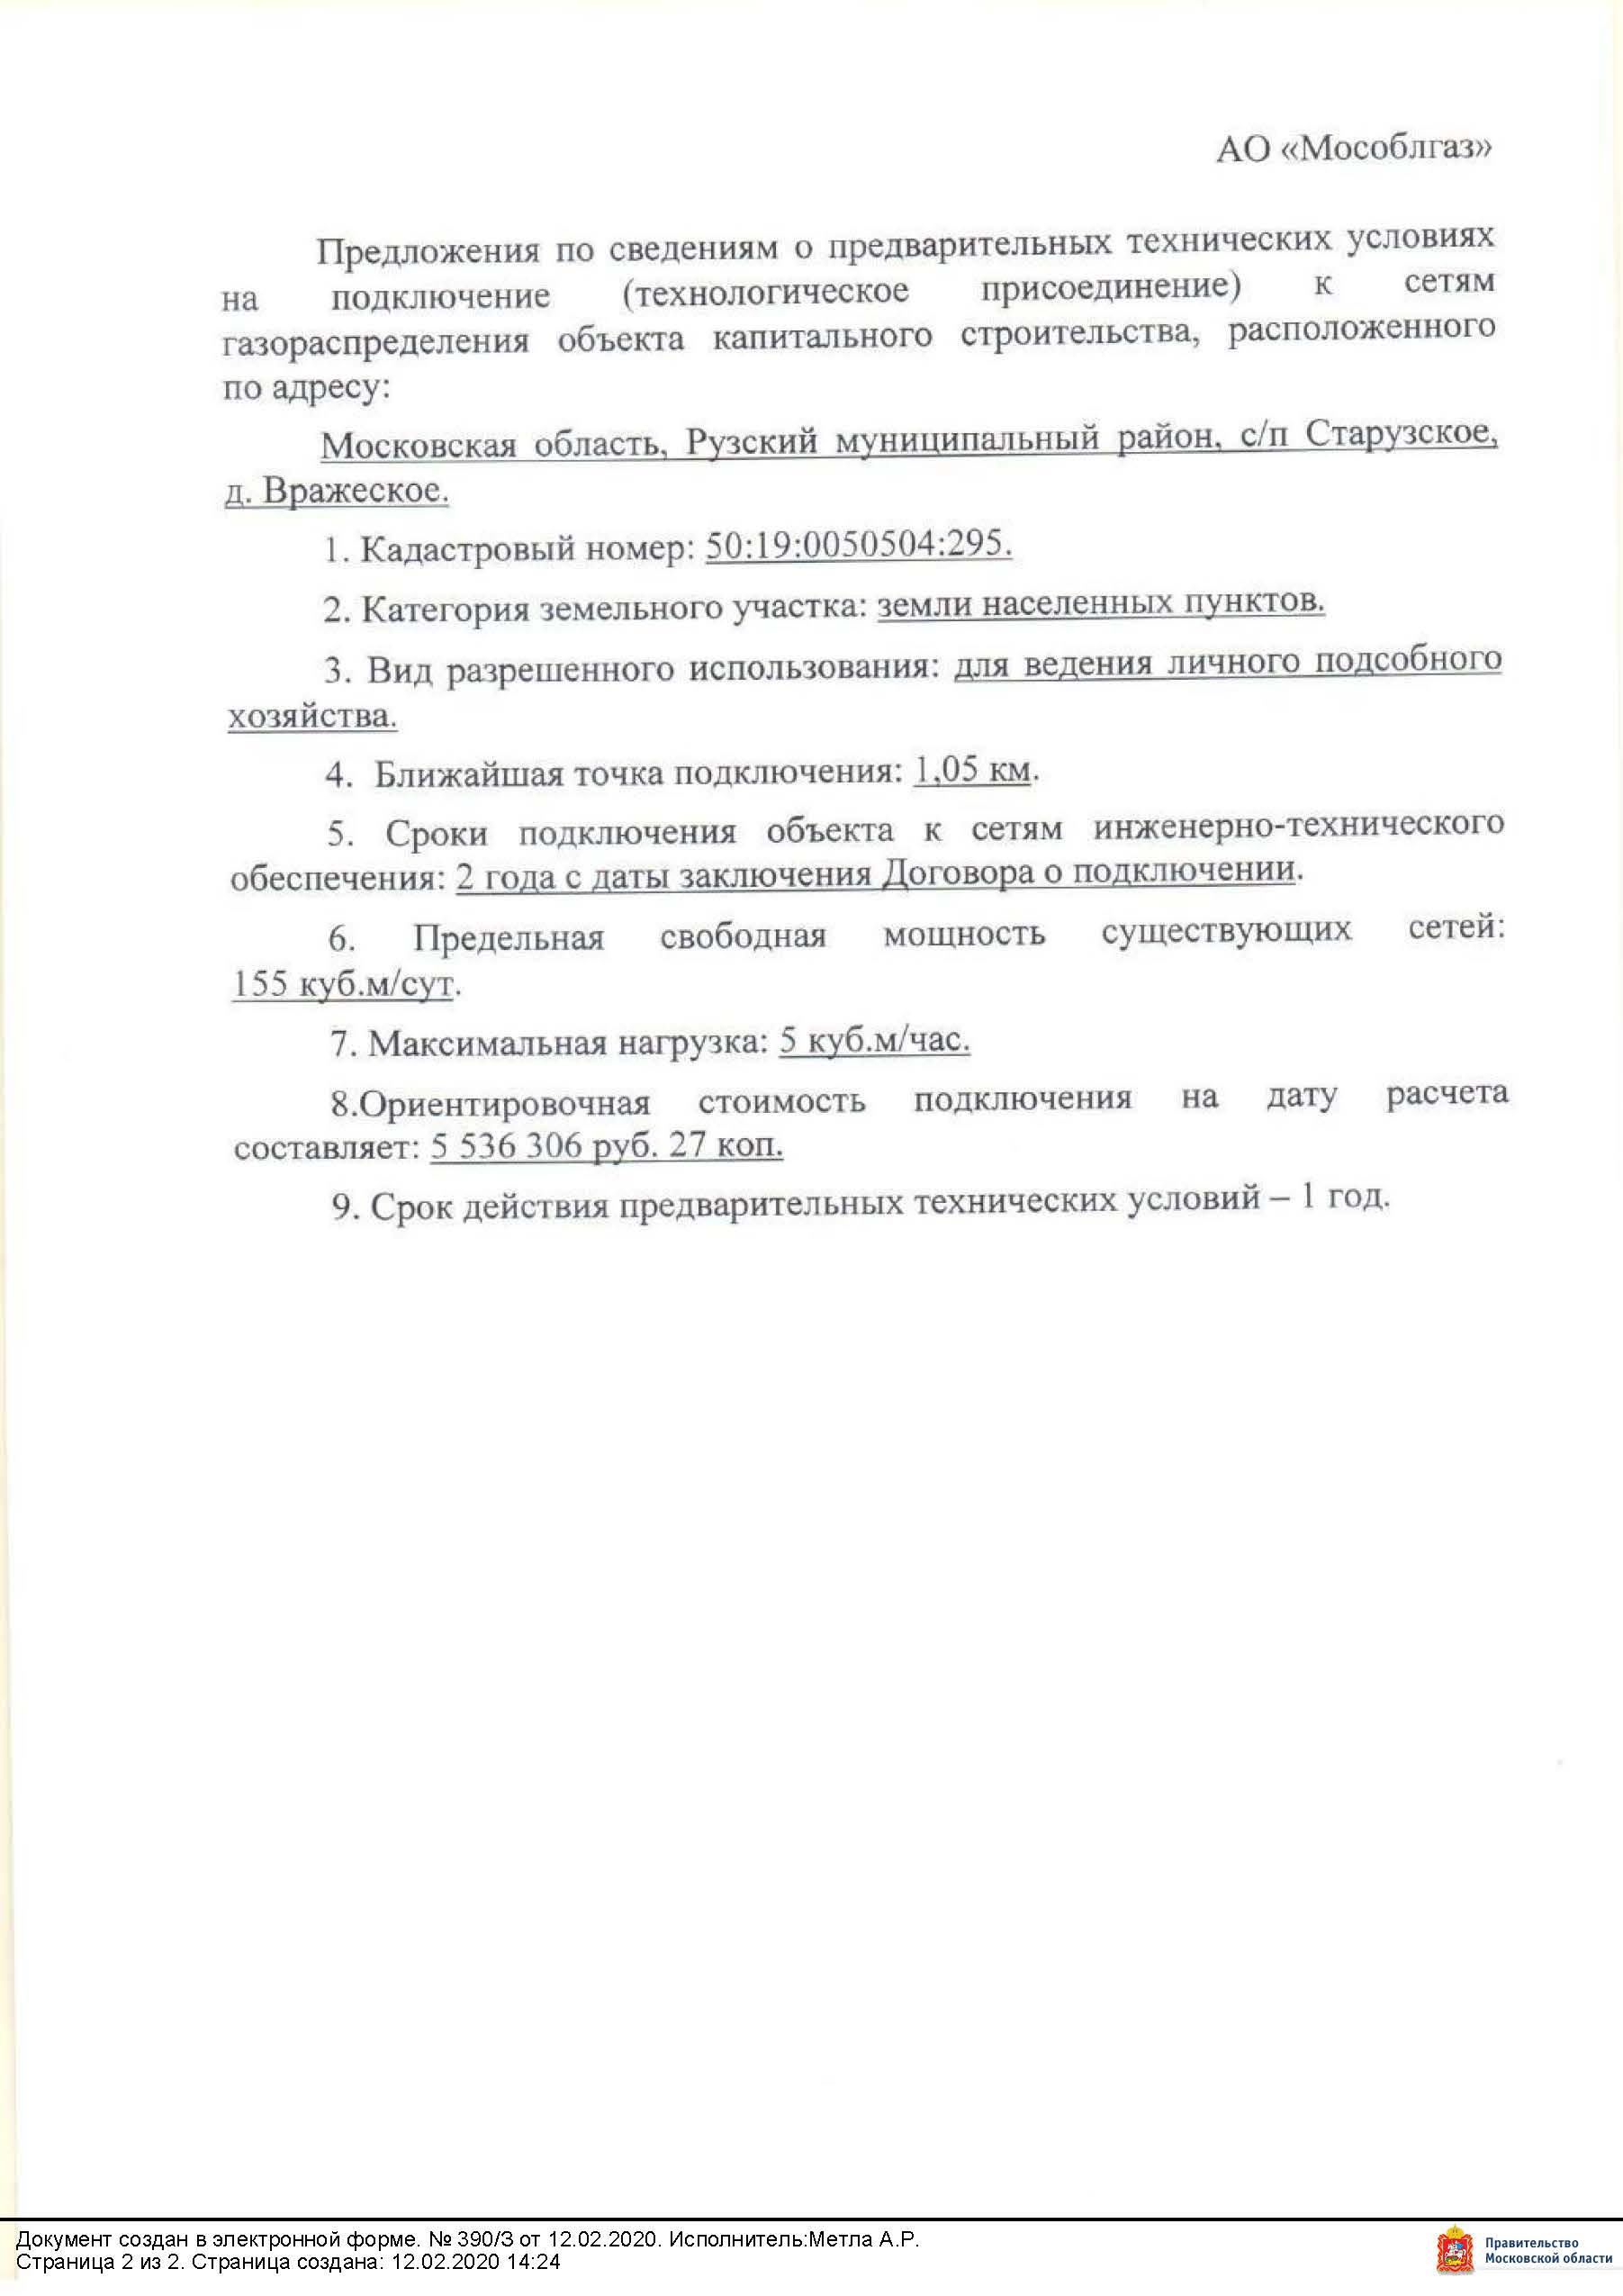 АО «Мособлгаз»
Предложения по сведениям о предварительных технических условиях
на подключение (технологическое присоединение) к сетям
газораспределения объекта капитального строительства, расположенного
по адресу:
Московская область, Рузский муниципальный район, с/п Старузское,
д. Вражеское.
1. Кадастровый номер: 50:19:0050504:295.
2. Категория земельного участка: земли населенных пунктов.
3. Вид разрешенного использования: для ведения личного подсобного
хозяйства.
4. Ближайшая точка подключения: 1,05 км.
5. Сроки подключения объекта к сетям инженерно-технического
обеспечения: 2 года с даты заключения Договора о подключении.
6. Предельная свободная мощность существующих сетей:
155 куб.м/сут.
7. Максимальная нагрузка: 5 куб.м/час.
8.Ориентировочная стоимость подключения на дату расчета
составляет: 5 536 306 руб. 27 коп.
9. Срок действия предварительных технических условий – 1 год.
Документ создан в электронной форме. № 390/З от 12.02.2020. Исполнитель:Метла А.Р.
Страница 2 из 2. Страница создана: 12.02.2020 14:24
Правительство
Московской области